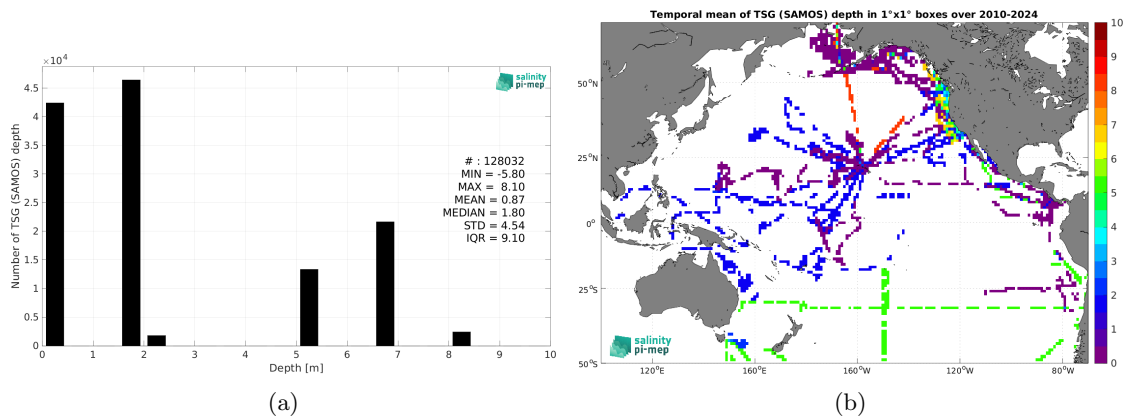 ×10⁴
4.5
4
3.5
3
2.5
2
1.5
1
0.5
0
Number of TSG (SAMOS) depth
salinity
pi-mep
# : 128032
MIN = -5.80
MAX = 8.10
MEAN = 0.87
MEDIAN = 1.80
STD = 4.54
IQR = 9.10
0 1 2 3 4 5 6 7 8 9 10
Depth [m]
(a)
Temporal mean of TSG (SAMOS) depth in 1°x1° boxes over 2010-2024
50°N
25°N
0°
25°S
50°S
120°E 160°E 160°W 120°W 80°W
salinity
pi-mep
10
9
8
7
6
5
4
3
2
1
0
(b)